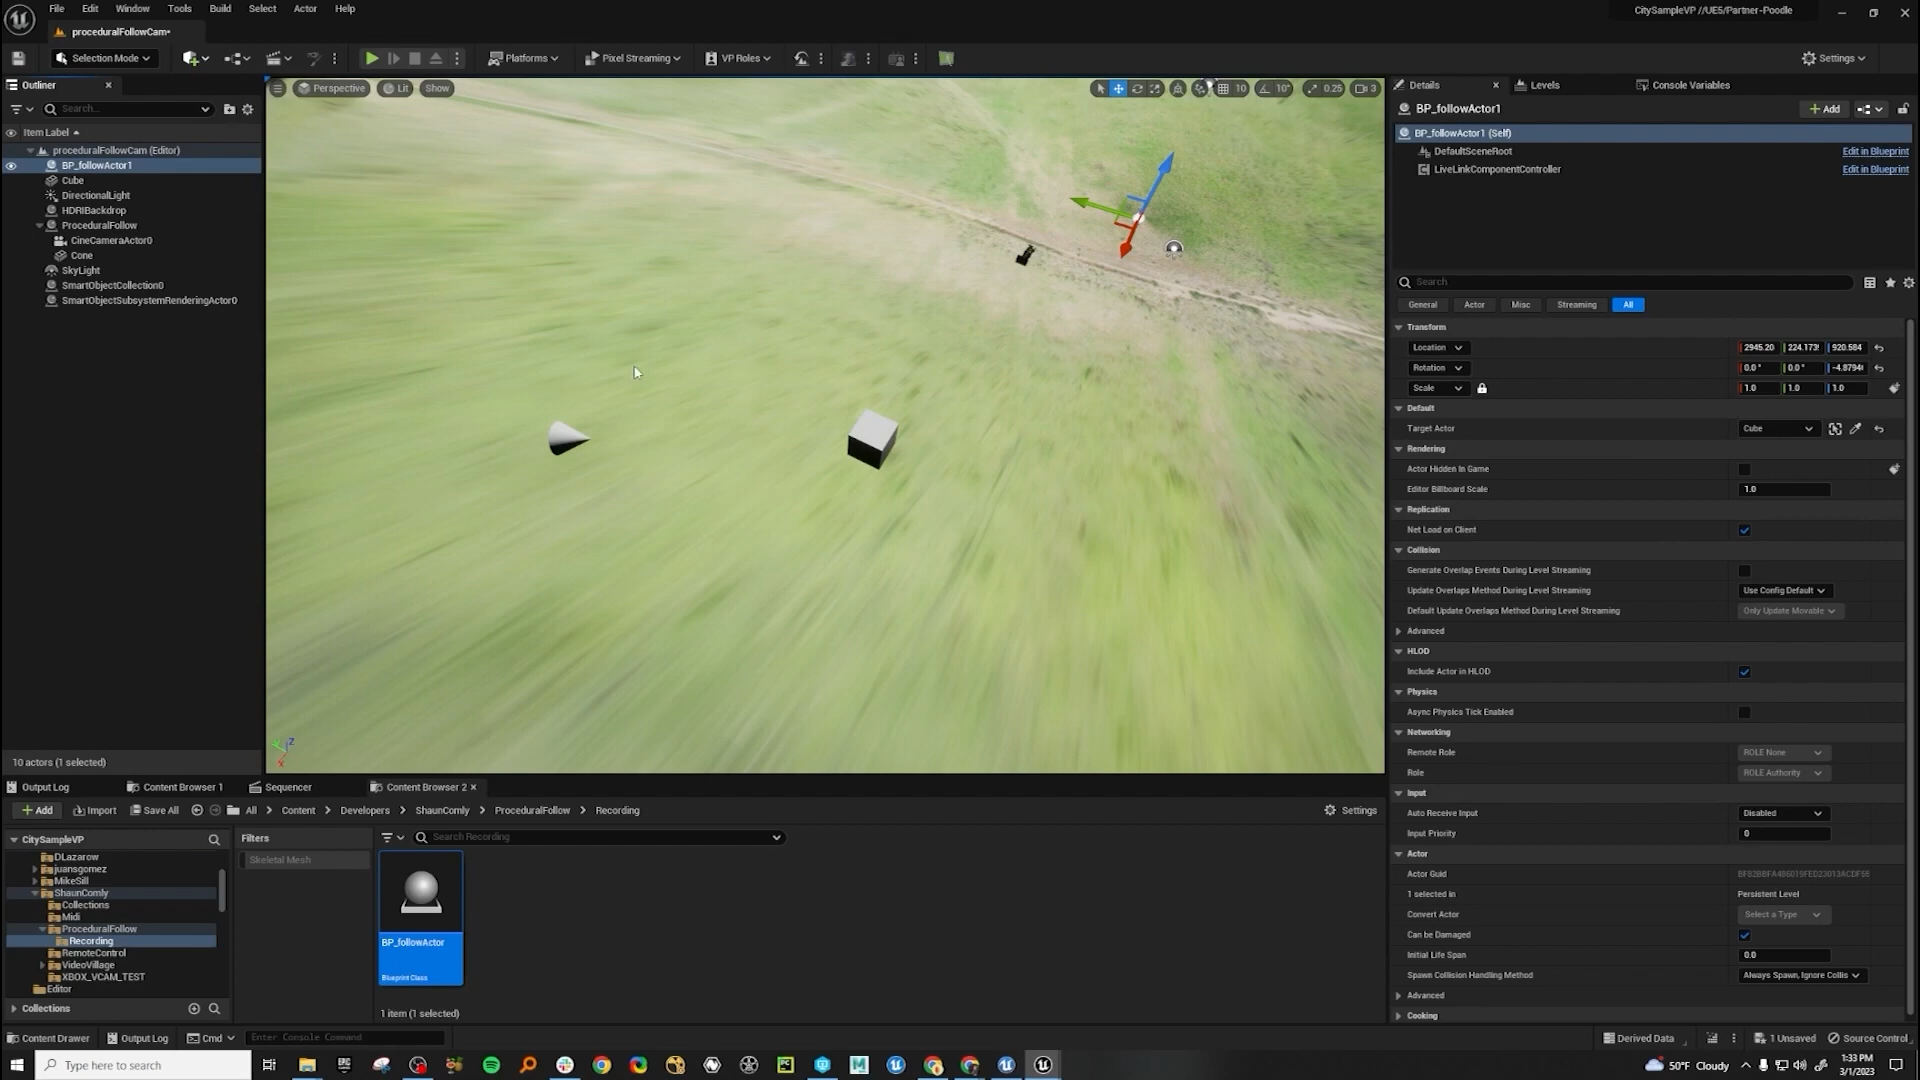 File Edit Window Tools Build Select Actor Help
CitySampleVP //UE5/Partner-Poodle
proceduralFollowCam•
Selection Mode Platforms Pixel Streaming VP Roles Settings
Outliner
Search...
Item Label
proceduralFollowCam (Editor)
BP_followActor1
Cube
DirectionalLight
HDRIBackdrop
ProceduralFollow
CineCameraActor0
Cone
SkyLight
SmartObjectCollection0
SmartObjectSubsystemRenderingActor0
10 actors (1 selected)
Perspective Lit Show
10 10° 0.25 3
Details Levels Console Variables
BP_followActor1
Add
BP_followActor1 (Self)
DefaultSceneRoot Edit in Blueprint
LiveLinkComponentController Edit in Blueprint
Search
General Actor Misc Streaming All
Transform
Location 2945.20 224.173 920.584
Rotation 0.0° 0.0° -4.879
Scale 1.0 1.0 1.0
Default
Target Actor Cube
Rendering
Actor Hidden In Game
Editor Billboard Scale 1.0
Replication
Net Load on Client
Collision
Generate Overlap Events During Level Streaming
Update Overlaps Method During Level Streaming Use Config Default
Default Update Overlaps Method During Level Streaming Only Update Movable
Advanced
HLOD
Include Actor in HLOD
Physics
Async Physics Tick Enabled
Networking
Remote Role ROLE None
Role ROLE Authority
Input
Auto Receive Input Disabled
Input Priority 0
Actor
Actor Guid
1 selected in Persistent Level
Convert Actor Select a Type
Can be Damaged
Initial Life Span 0.0
Spawn Collision Handling Method Always Spawn, Ignore Collis
Advanced
Cooking
Output Log Content Browser 1 Sequencer Content Browser 2
Add Import Save All All > Content > Developers > ShaunComly > ProceduralFollow > Recording Settings
CitySampleVP
DLazarow
juansgomez
MikeSill
ShaunComly
Collections
Midi
ProceduralFollow
Recording
RemoteControl
VideoVillage
XBOX_VCAM_TEST
Editor
Collections
Filters
Skeletal Mesh
Search Recording
BP_followActor
Blueprint Class
1 item (1 selected)
Content Drawer Output Log Cmd Enter Console Command
Derived Data 1 Unsaved Source Control
Type here to search
50°F Cloudy
1:33 PM
3/1/2023